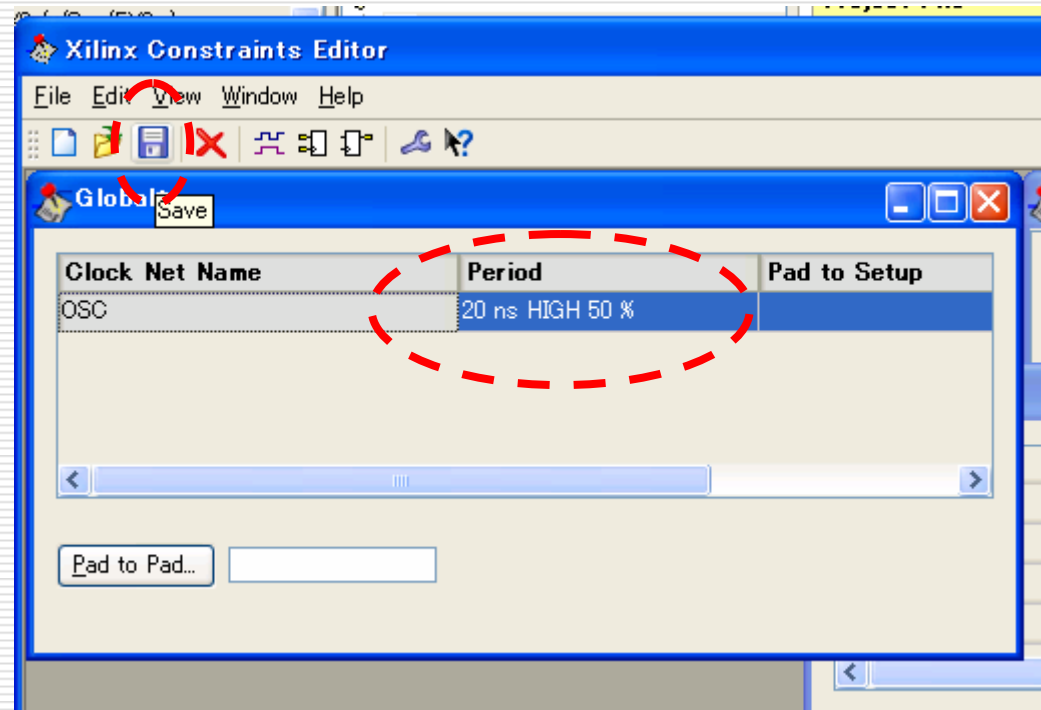 Xilinx Constraints Editor
File Edit View Window Help
Global
Save
Clock Net Name Period Pad to Setup
OSC 20 ns HIGH 50 %
Pad to Pad...